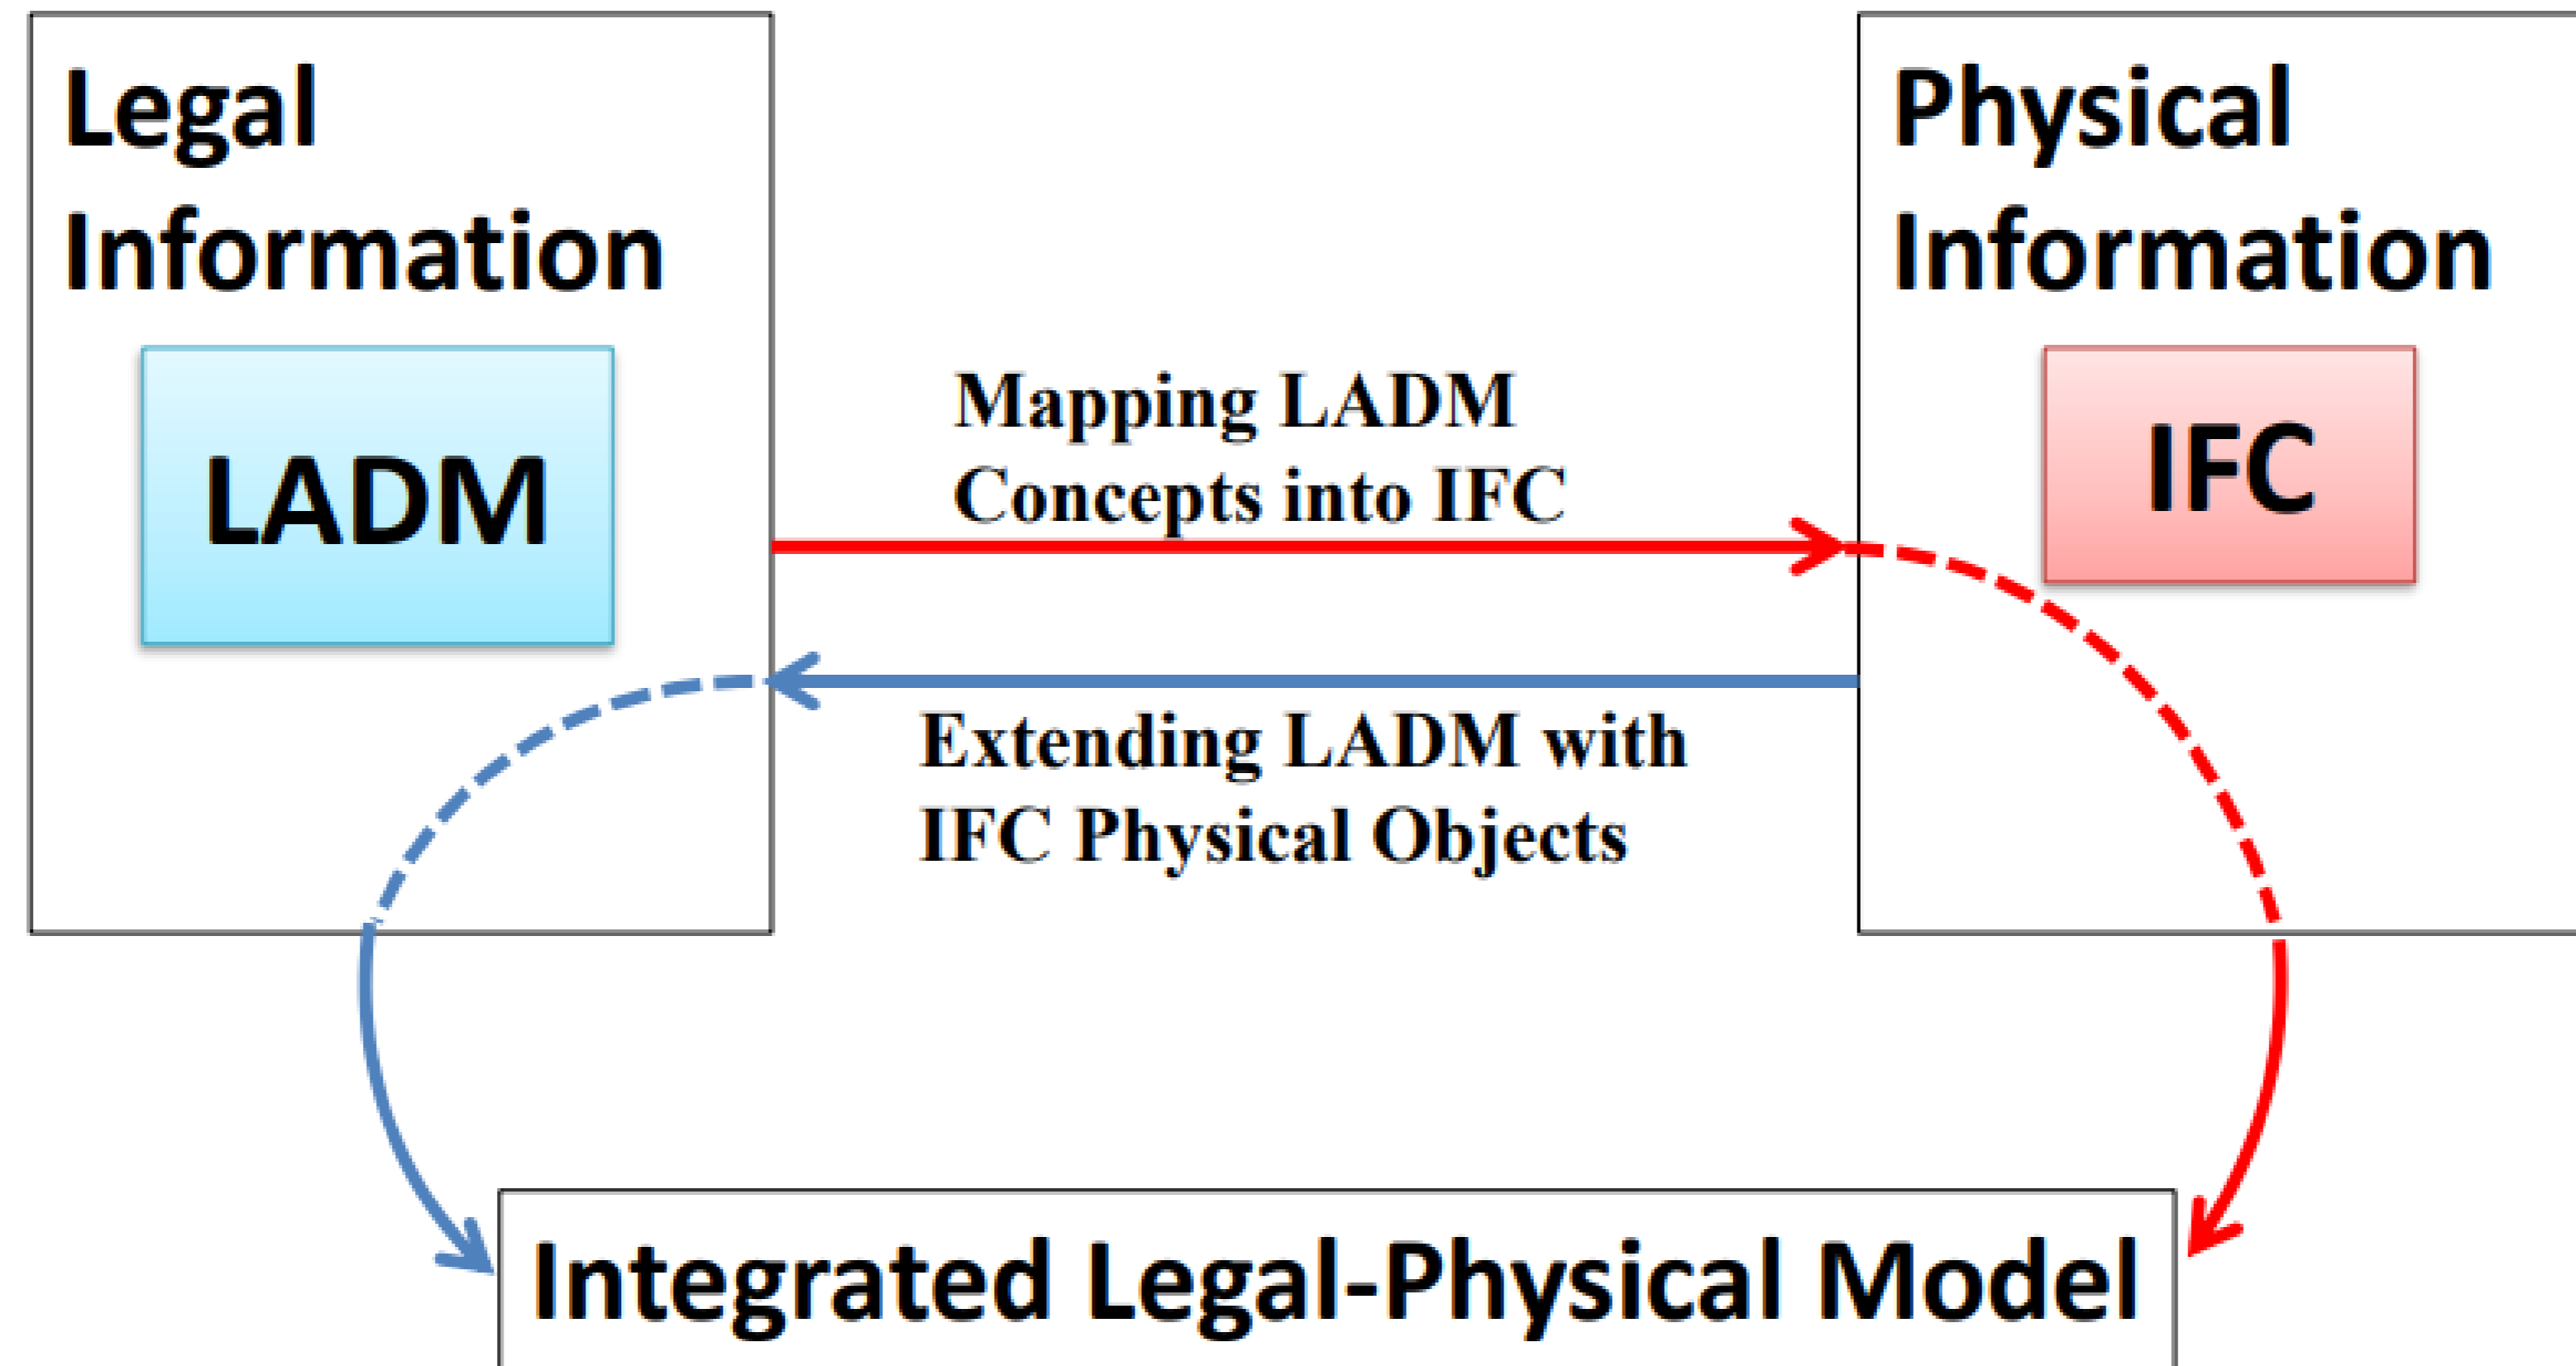 Legal
Information
LADM
Mapping LADM
Concepts into IFC
Extending LADM with
IFC Physical Objects
Physical
Information
IFC
Integrated Legal-Physical Model